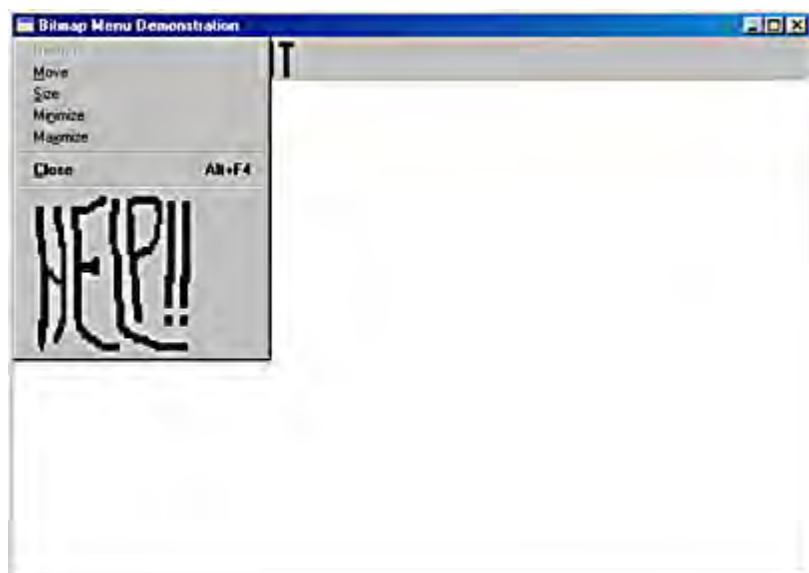 Bitmap Menu Demonstration
T
Move
Size
Minimize
Maximize
Close Alt+F4
HELP!!